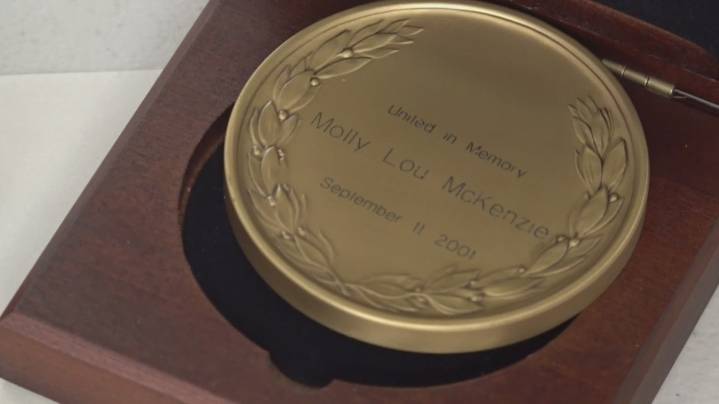 United in Memory
Molly Lou McKenzie
September 11 2001